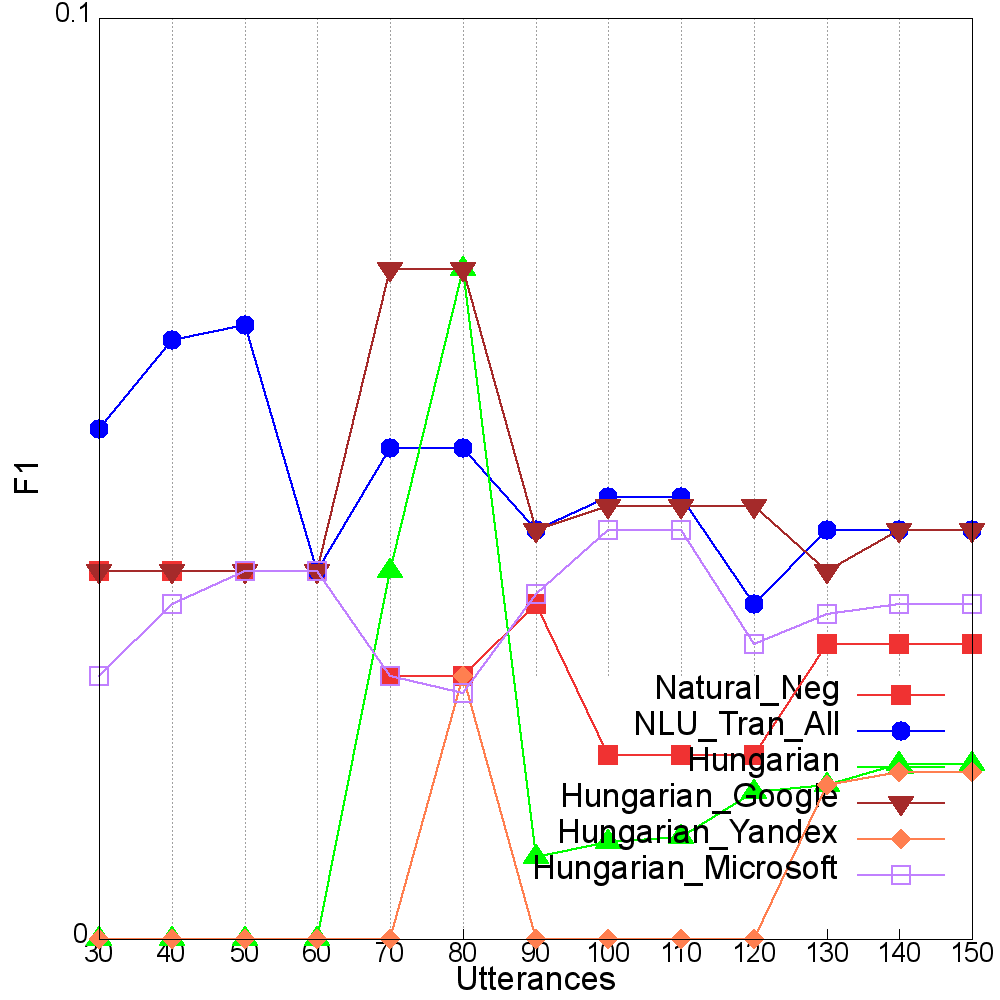 0.1
F1
Natural_Neg
NLU_Tran_All
Hungarian
Hungarian_Google
Hungarian_Yandex
Hungarian_Microsoft
0
30 40 50 60 70 80 90 100 110 120 130 140 150
Utterances